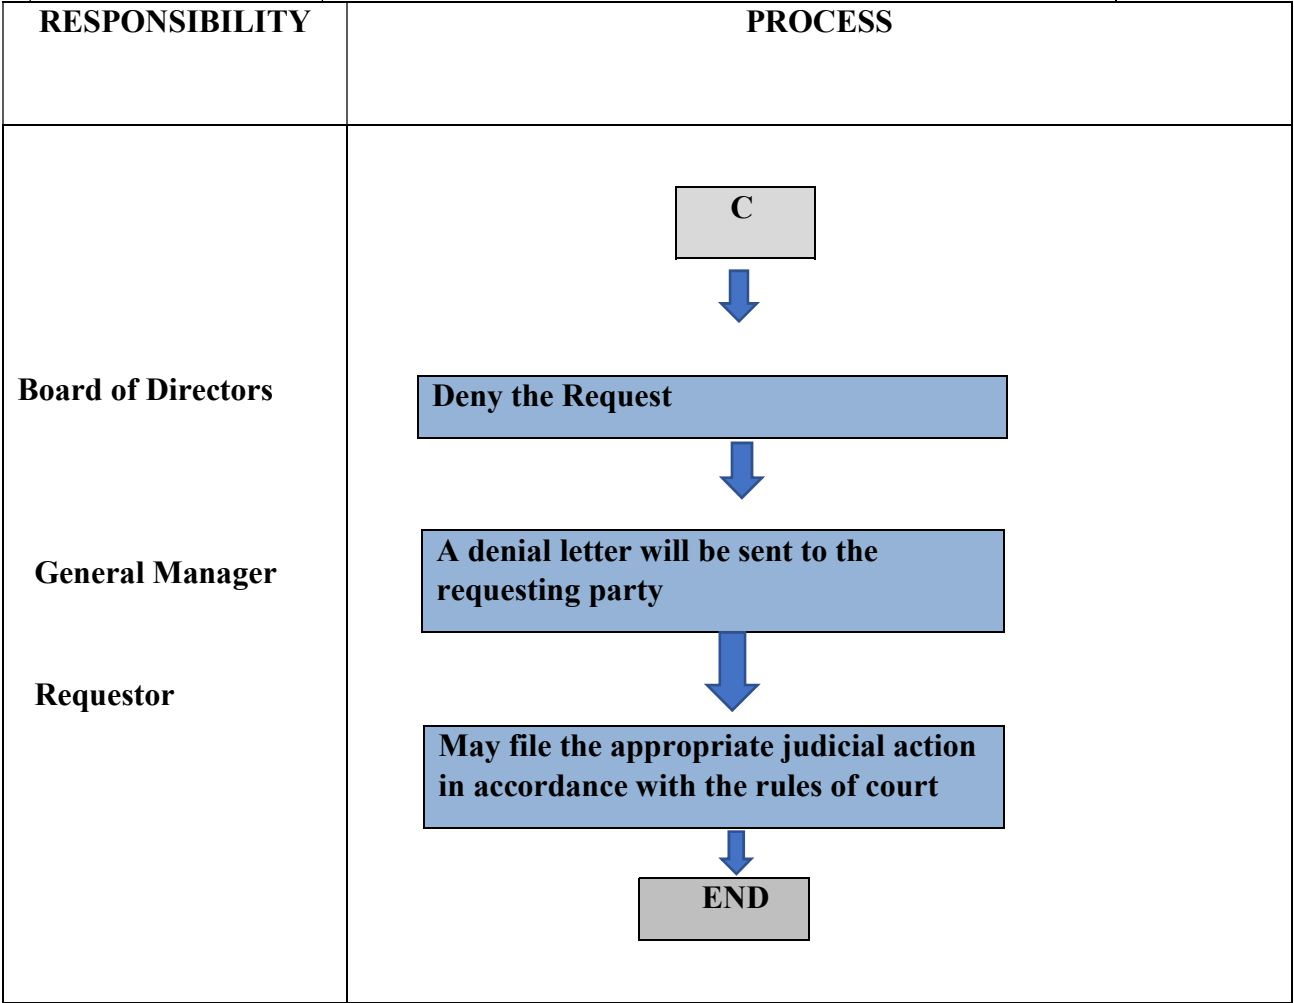 RESPONSIBILITY
PROCESS
C
Board of Directors
Deny the Request
General Manager
A denial letter will be sent to the
requesting party
Requestor
May file the appropriate judicial action
in accordance with the rules of court
END